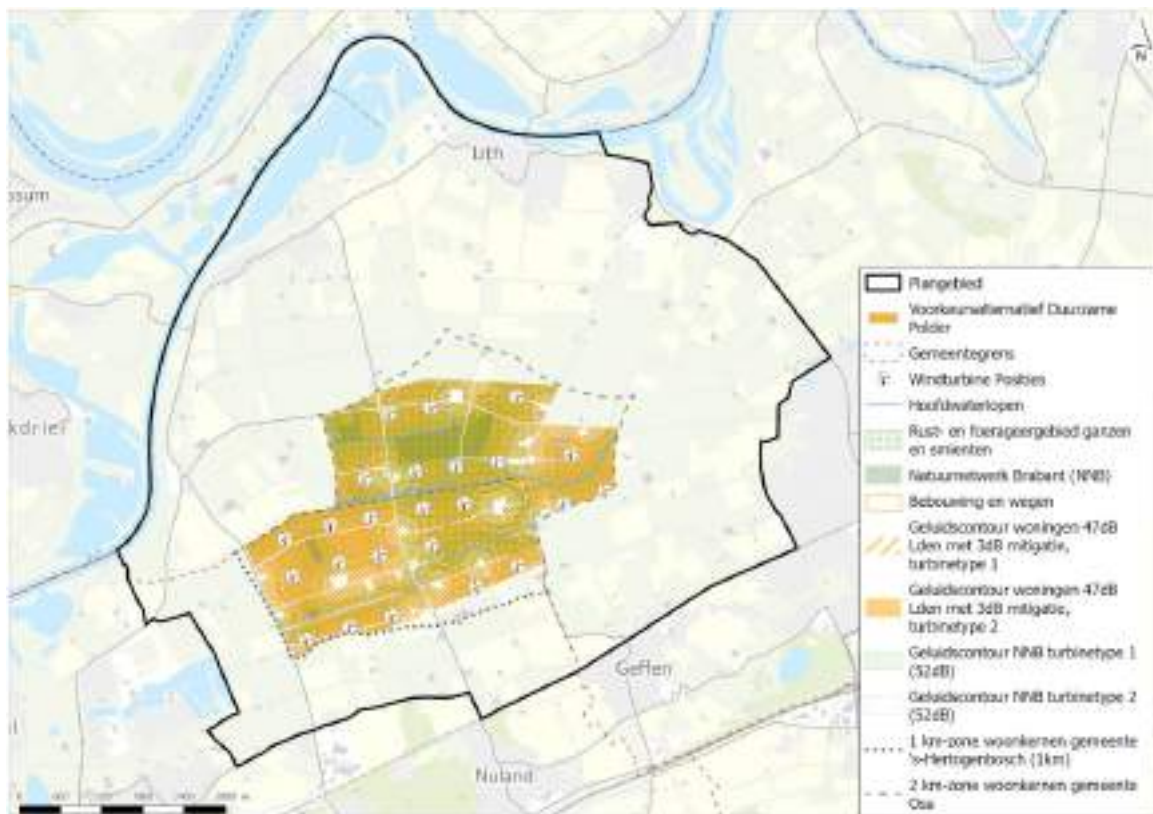 N
Lith
ssum
kdriel
Geffen
Nuland
Plangebied
Voorkeursalternatief Duurzame
Polder
Gemeentegrens
Windturbine Posities
Hoofdwaterlopen
Rust- en foerageergebied ganzen
en smienten
Natuurnetwerk Brabant (NNB)
Bebouwing en wegen
Geluidscontour woningen 47dB
Lden met 3dB mitigatie,
turbinetype 1
Geluidscontour woningen 47dB
Lden met 3dB mitigatie,
turbinetype 2
Geluidscontour NNB turbinetype 1
(52dB)
Geluidscontour NNB turbinetype 2
(52dB)
1 km-zone woonkernen gemeente
's-Hertogenbosch (1km)
2 km-zone woonkernen gemeente
Oss
0